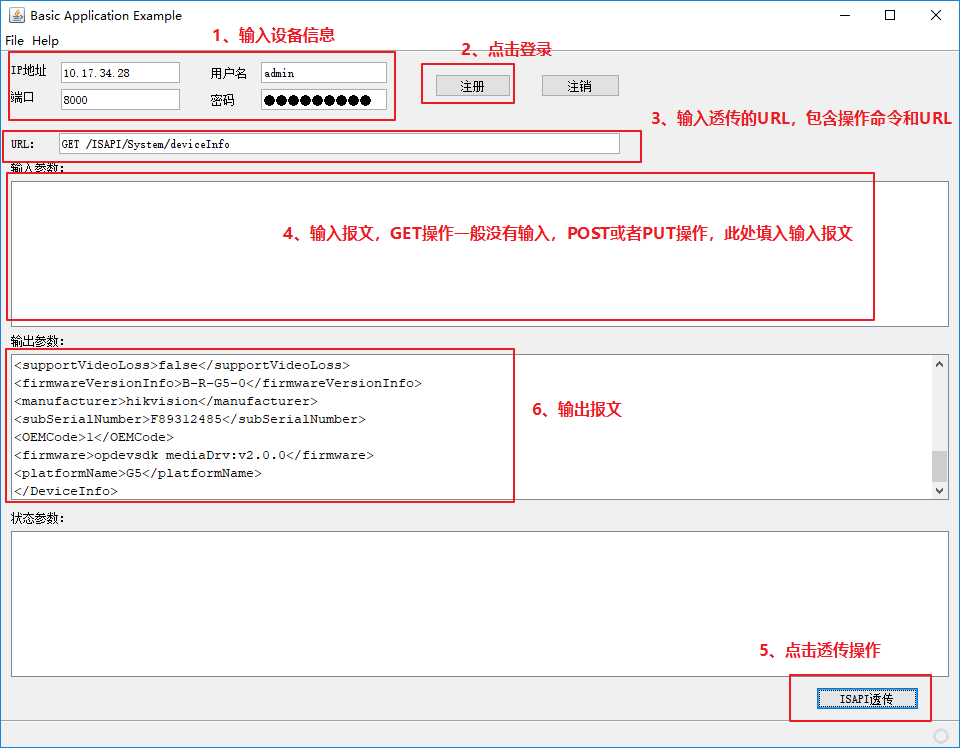 Basic Application Example
File Help
1、输入设备信息
2、点击登录
IP地址 10.17.34.28 用户名 admin
端口 8000 密码 ●●●●●●●●●
注册 注销
3、输入透传的URL，包含操作命令和URL
URL: GET /ISAPI/System/deviceInfo
输入参数:
4、输入报文，GET操作一般没有输入，POST或者PUT操作，此处填入输入报文
输出参数:
<supportVideoLoss>false</supportVideoLoss>
<firmwareVersionInfo>B-R-G5-0</firmwareVersionInfo>
<manufacturer>hikvision</manufacturer>
<subSerialNumber>F89312485</subSerialNumber>
<OEMCode>1</OEMCode>
<firmware>opdevsdk mediaDrv:v2.0.0</firmware>
<platformName>G5</platformName>
</DeviceInfo>
6、输出报文
状态参数:
5、点击透传操作
ISAPI透传